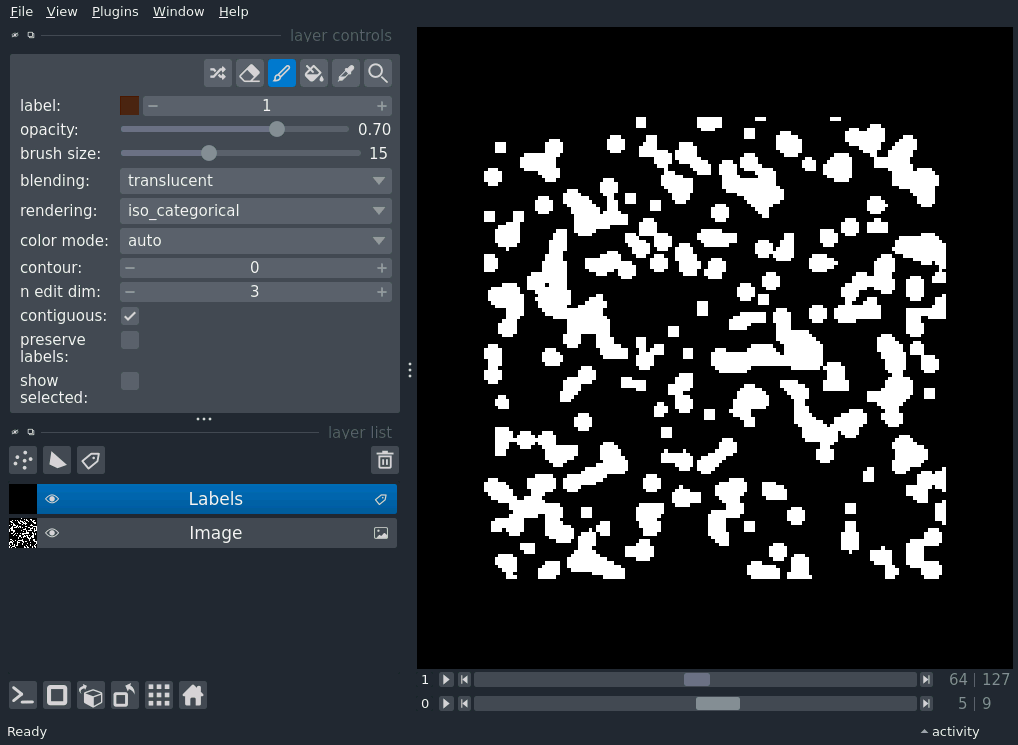 File View Plugins Window Help
layer controls
label: 1
opacity: 0.70
brush size: 15
blending: translucent
rendering: iso_categorical
color mode: auto
contour: 0
n edit dim: 3
contiguous:
preserve
labels:
show
selected:
layer list
Labels
Image
1 64 | 127
0 5 | 9
Ready activity